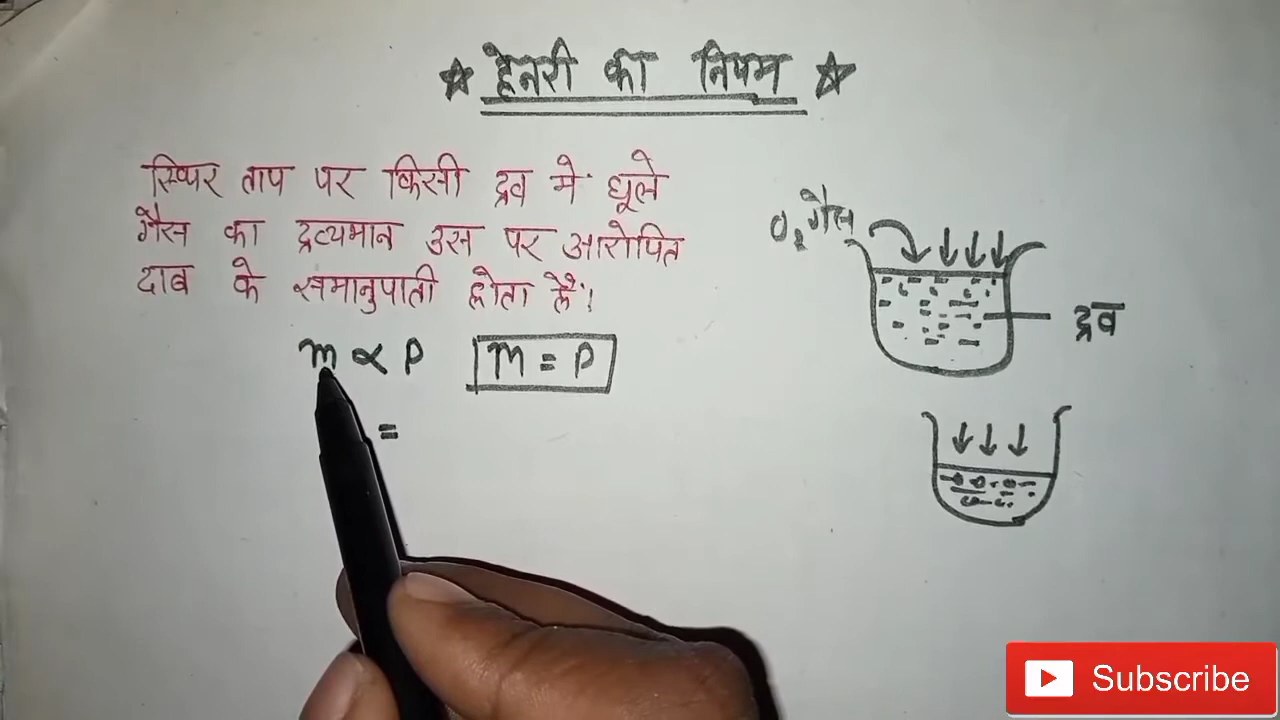 हेनरी का नियम
स्थिर ताप पर किसी द्रव मे घूले
गैस का द्रव्यमान उस पर आरोपित
दाब के समानुपाती होता है।
m ∝ P
m = P
=
O₂ गैस
द्रव
Subscribe